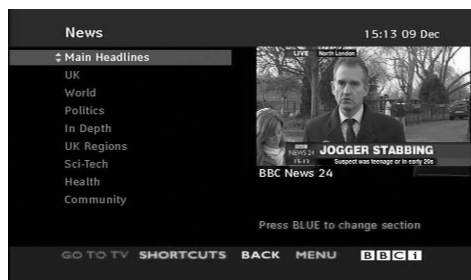 News
15:13 09 Dec
Main Headlines
UK
World
Politics
In Depth
UK Regions
Sci-Tech
Health
Community
LIVE North London
BBC
NEWS 24
15:13
JOGGER STABBING
Suspect was teenage or in early 20s
BBC News 24
Press BLUE to change section
GO TO TV SHORTCUTS BACK MENU BBCi